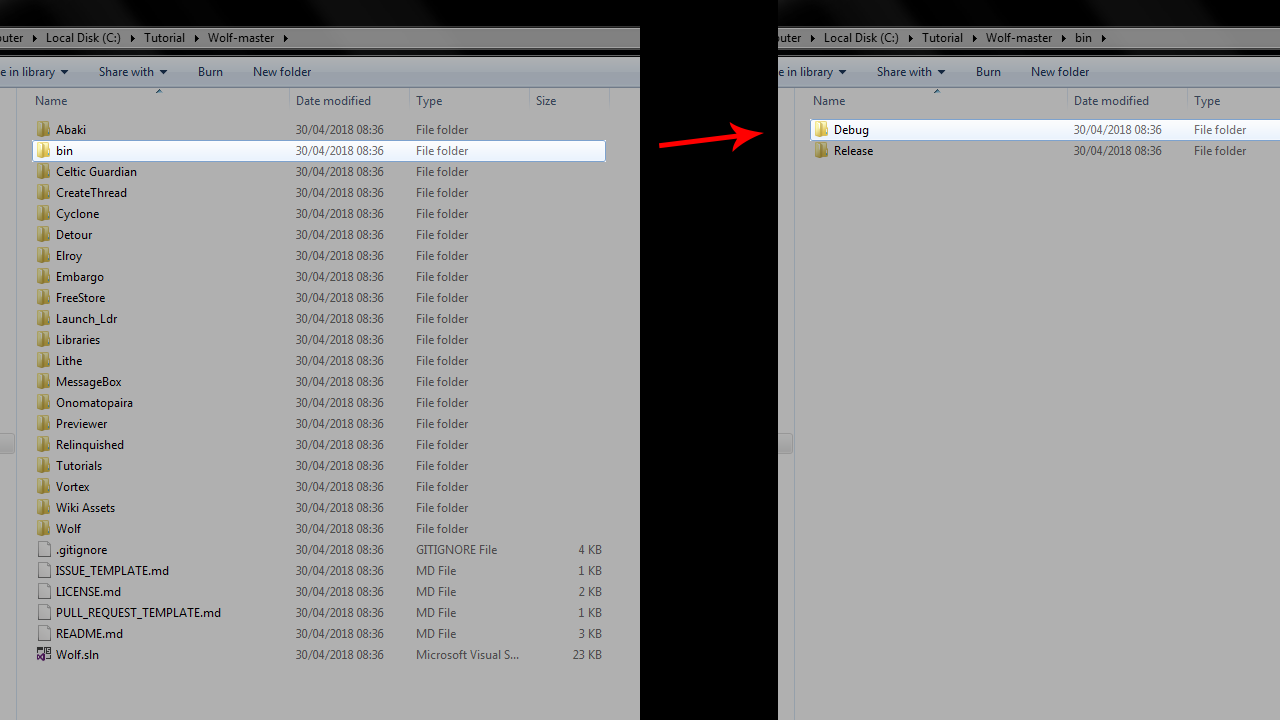 uter ▸ Local Disk (C:) ▸ Tutorial ▸ Wolf-master ▸
e in library Share with Burn New folder
Name Date modified Type Size
Abaki 30/04/2018 08:36 File folder
bin 30/04/2018 08:36 File folder
Celtic Guardian 30/04/2018 08:36 File folder
CreateThread 30/04/2018 08:36 File folder
Cyclone 30/04/2018 08:36 File folder
Detour 30/04/2018 08:36 File folder
Elroy 30/04/2018 08:36 File folder
Embargo 30/04/2018 08:36 File folder
FreeStore 30/04/2018 08:36 File folder
Launch_Ldr 30/04/2018 08:36 File folder
Libraries 30/04/2018 08:36 File folder
Lithe 30/04/2018 08:36 File folder
MessageBox 30/04/2018 08:36 File folder
Onomatopaira 30/04/2018 08:36 File folder
Previewer 30/04/2018 08:36 File folder
Relinquished 30/04/2018 08:36 File folder
Tutorials 30/04/2018 08:36 File folder
Vortex 30/04/2018 08:36 File folder
Wiki Assets 30/04/2018 08:36 File folder
Wolf 30/04/2018 08:36 File folder
.gitignore 30/04/2018 08:36 GITIGNORE File 4 KB
ISSUE_TEMPLATE.md 30/04/2018 08:36 MD File 1 KB
LICENSE.md 30/04/2018 08:36 MD File 2 KB
PULL_REQUEST_TEMPLATE.md 30/04/2018 08:36 MD File 1 KB
README.md 30/04/2018 08:36 MD File 3 KB
Wolf.sln 30/04/2018 08:36 Microsoft Visual S... 23 KB
uter ▸ Local Disk (C:) ▸ Tutorial ▸ Wolf-master ▸ bin ▸
e in library Share with Burn New folder
Name Date modified Type
Debug 30/04/2018 08:36 File folder
Release 30/04/2018 08:36 File folder